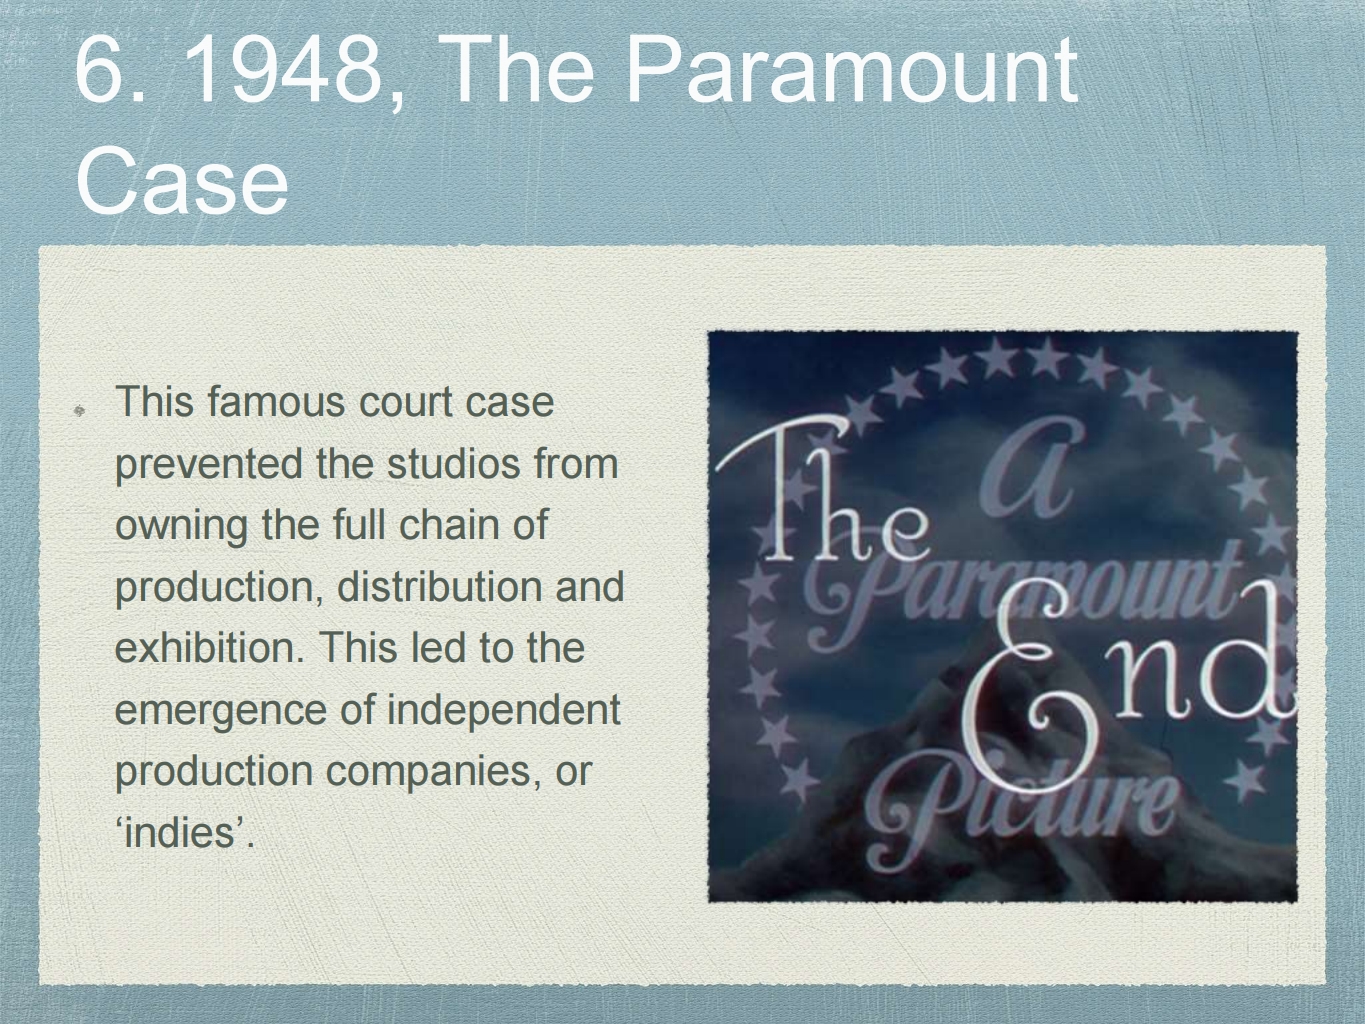 6. 1948, The Paramount
Case
This famous court case
prevented the studios from
owning the full chain of
production, distribution and
exhibition. This led to the
emergence of independent
production companies, or
‘indies’.
A
The
Paramount
End
Picture